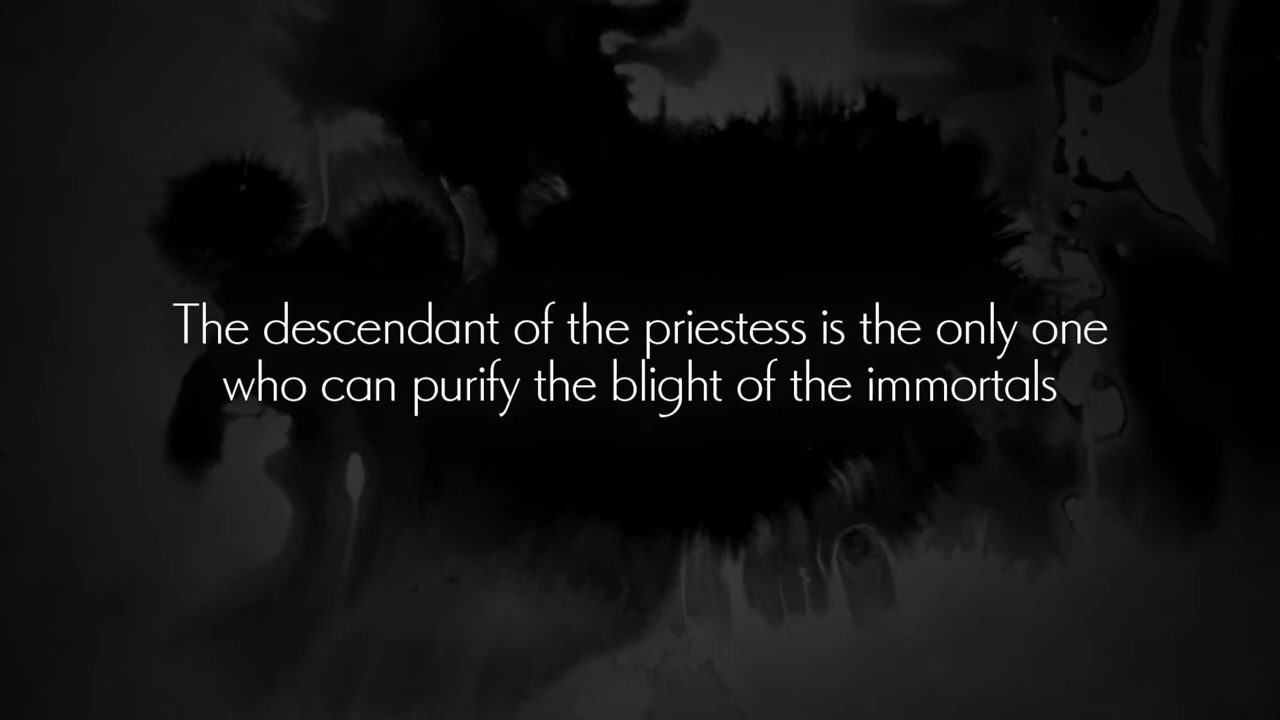 The descendant of the priestess is the only one
who can purify the blight of the immortals